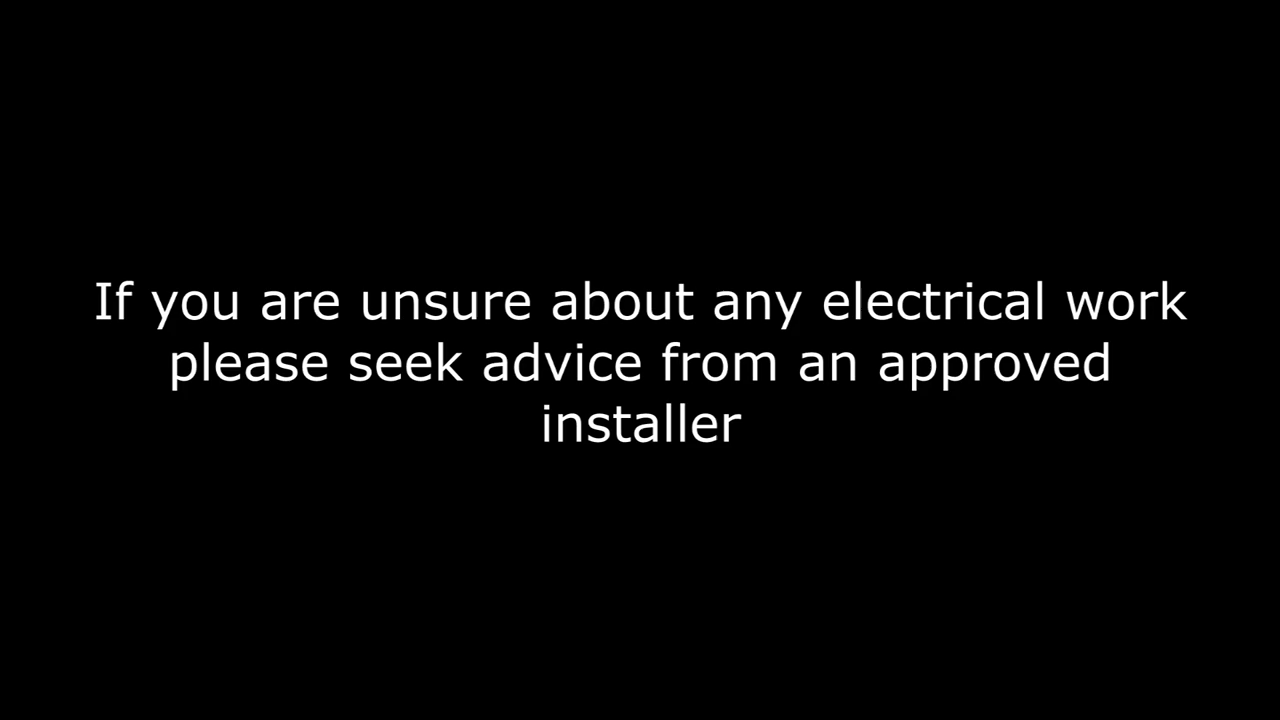 If you are unsure about any electrical work
please seek advice from an approved
installer